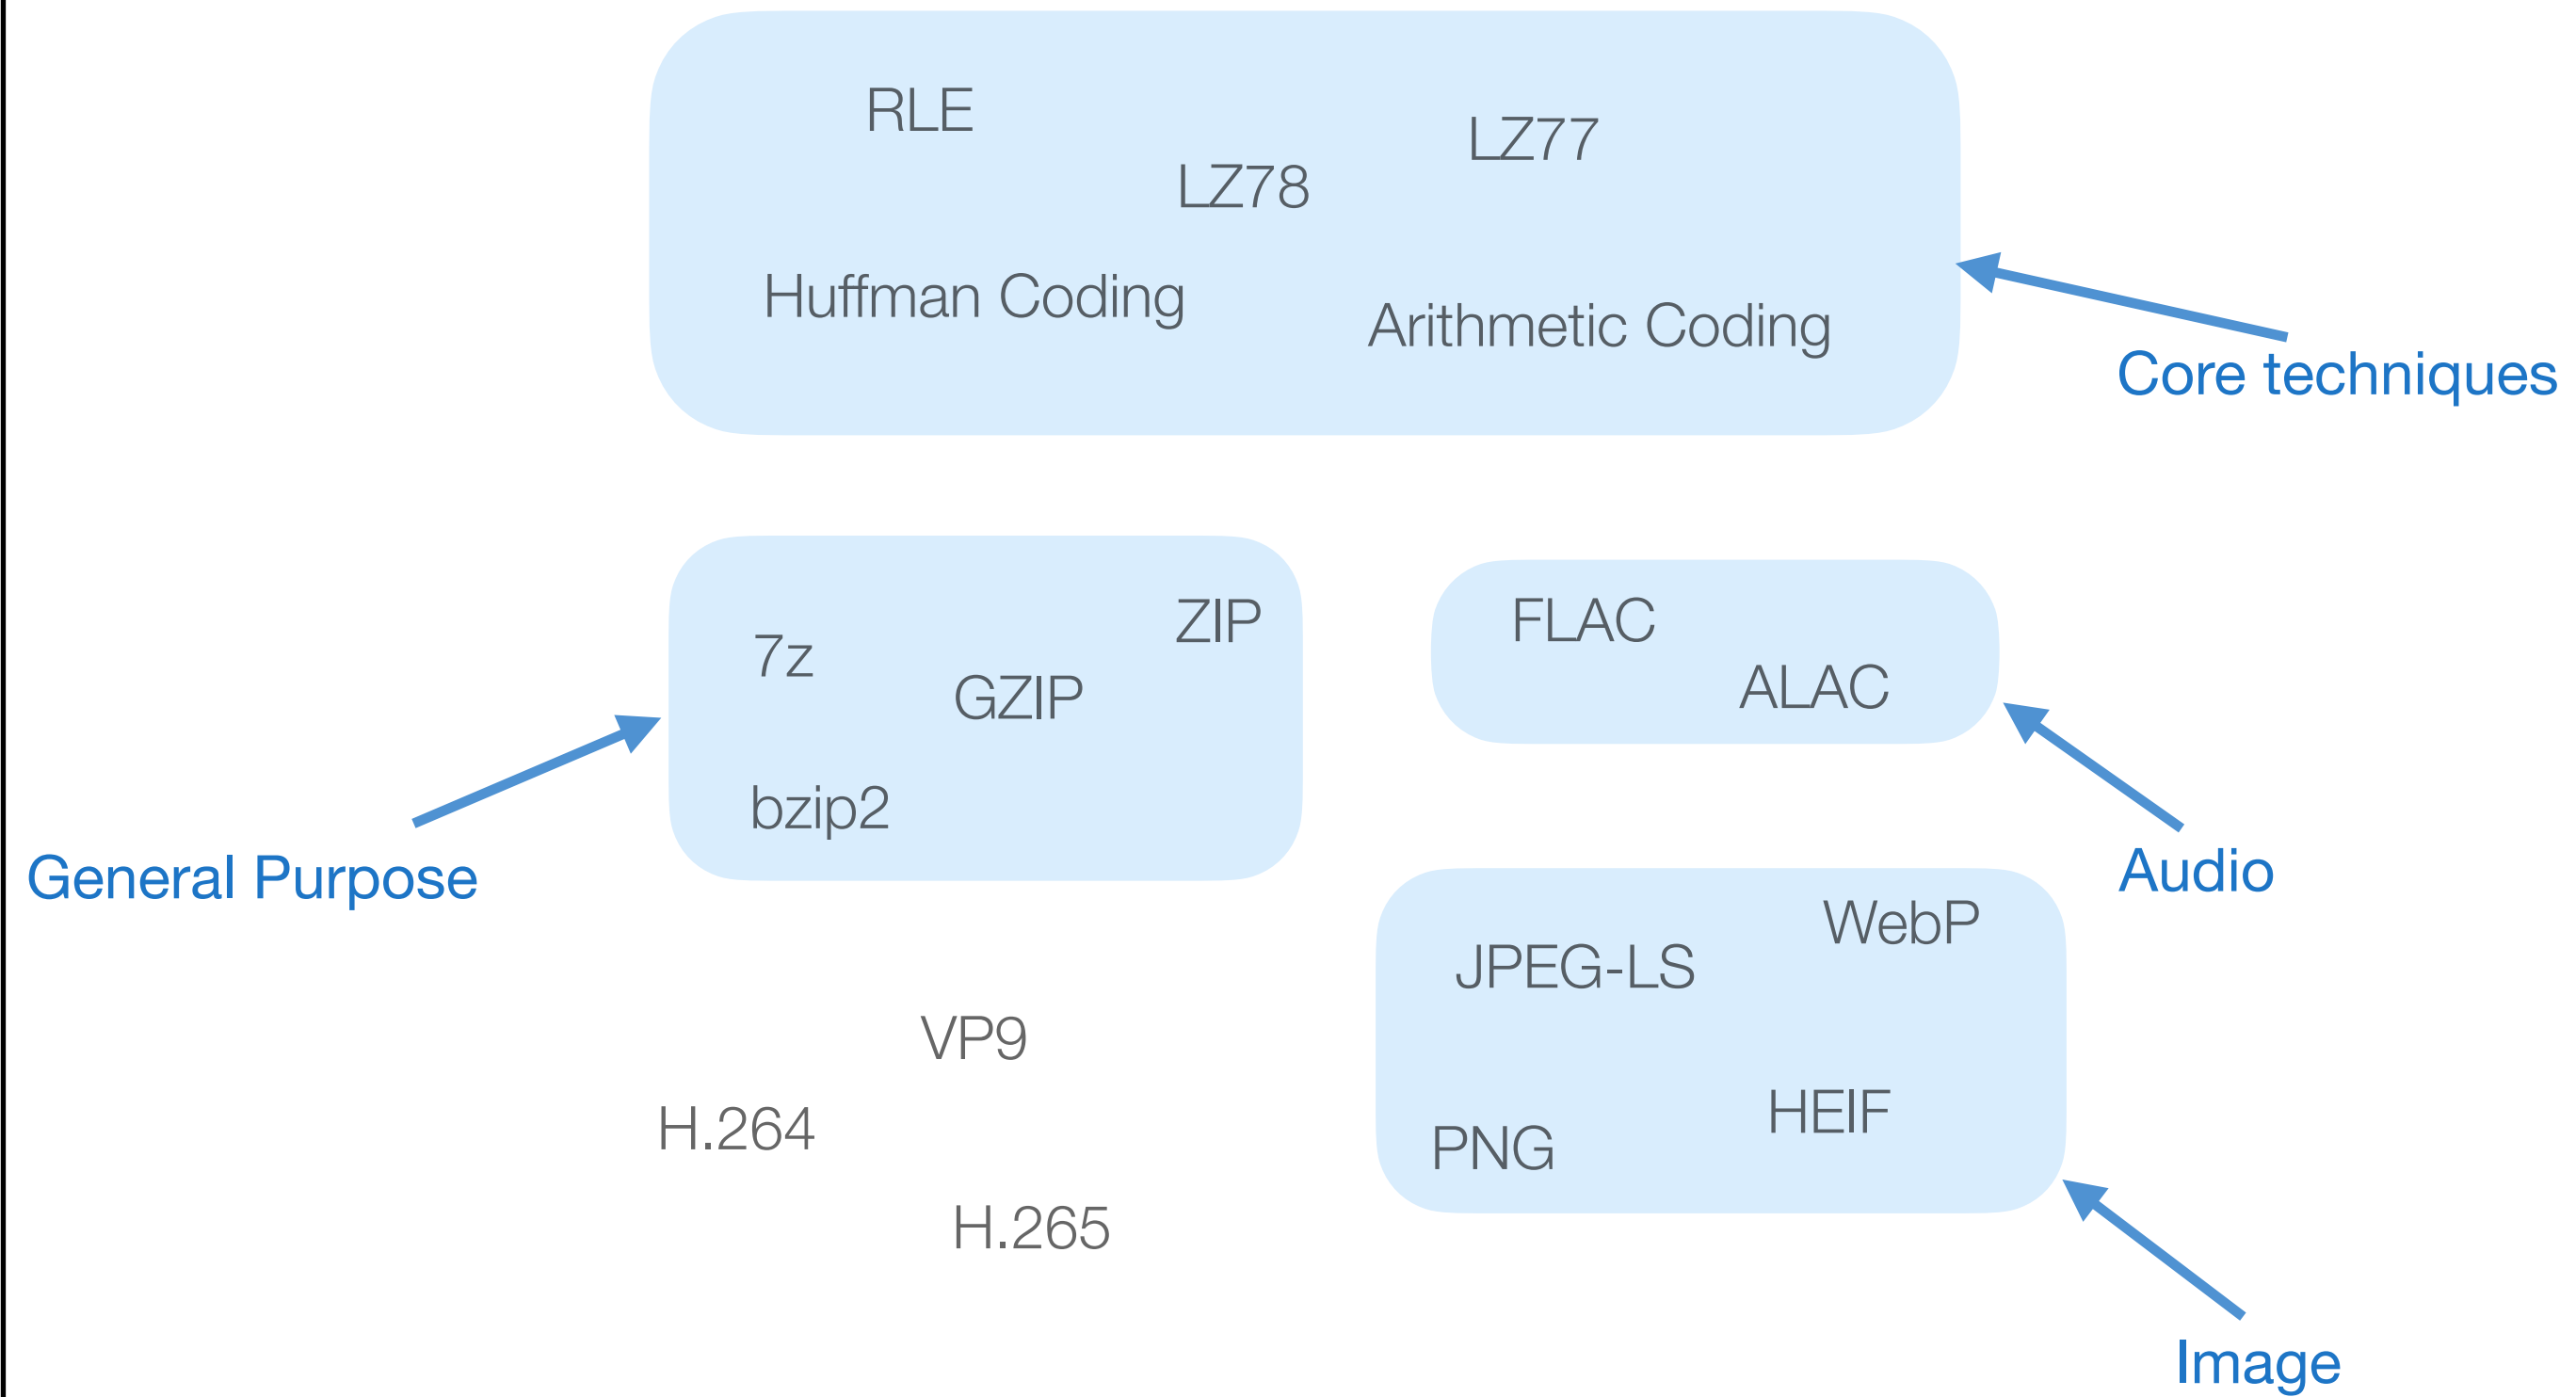 RLE
LZ77
LZ78
Huffman Coding
Arithmetic Coding
Core techniques
ZIP
7z
GZIP
bzip2
General Purpose
FLAC
ALAC
Audio
WebP
JPEG-LS
HEIF
PNG
Image
VP9
H.264
H.265